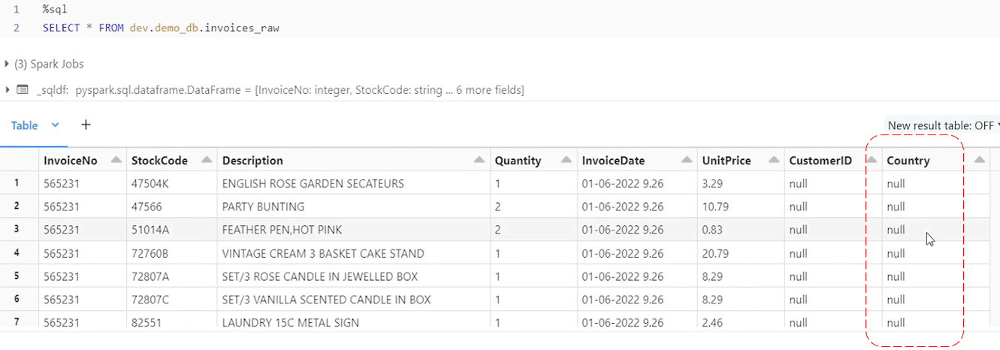 1 %sql
2 SELECT * FROM dev.demo_db.invoices_raw
(3) Spark Jobs
_sqldf: pyspark.sql.dataframe.DataFrame = [InvoiceNo: integer, StockCode: string ... 6 more fields]
Table +
New result table: OFF
InvoiceNo StockCode Description Quantity InvoiceDate UnitPrice CustomerID Country
1 565231 47504K ENGLISH ROSE GARDEN SECATEURS 1 01-06-2022 9.26 3.29 null null
2 565231 47566 PARTY BUNTING 2 01-06-2022 9.26 10.79 null null
3 565231 51014A FEATHER PEN,HOT PINK 2 01-06-2022 9.26 0.83 null null
4 565231 72760B VINTAGE CREAM 3 BASKET CAKE STAND 1 01-06-2022 9.26 20.79 null null
5 565231 72807A SET/3 ROSE CANDLE IN JEWELLED BOX 1 01-06-2022 9.26 8.29 null null
6 565231 72807C SET/3 VANILLA SCENTED CANDLE IN BOX 1 01-06-2022 9.26 8.29 null null
7 565231 82551 LAUNDRY 15C METAL SIGN 1 01-06-2022 9.26 2.46 null null